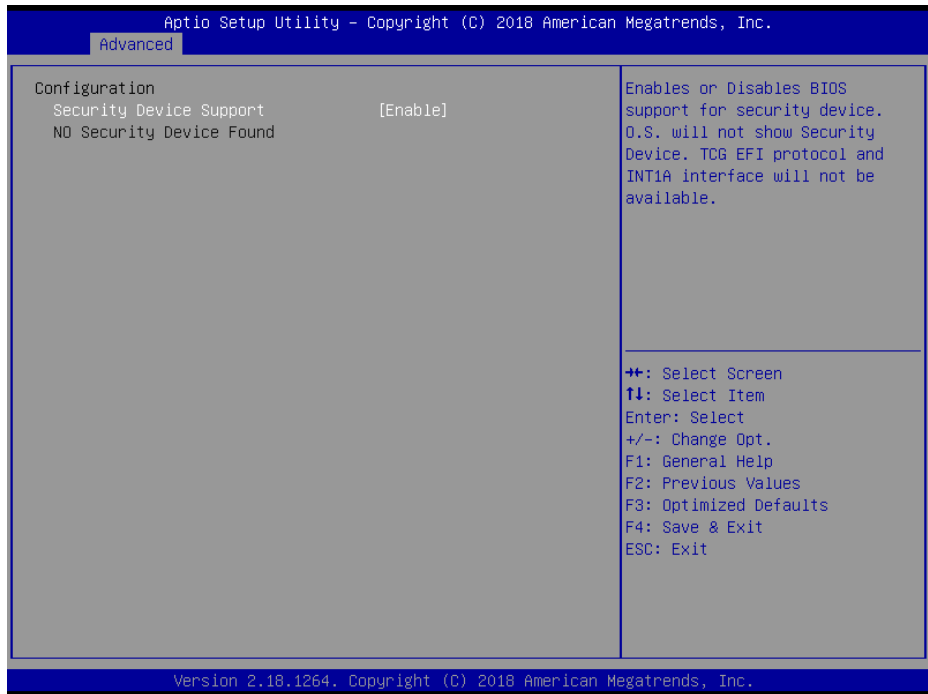 Aptio Setup Utility – Copyright (C) 2018 American Megatrends, Inc.
Advanced
Configuration
Security Device Support [Enable]
NO Security Device Found
Enables or Disables BIOS
support for security device.
O.S. will not show Security
Device. TCG EFI protocol and
INT1A interface will not be
available.
→←: Select Screen
↑↓: Select Item
Enter: Select
+/-: Change Opt.
F1: General Help
F2: Previous Values
F3: Optimized Defaults
F4: Save & Exit
ESC: Exit
Version 2.18.1264. Copyright (C) 2018 American Megatrends, Inc.